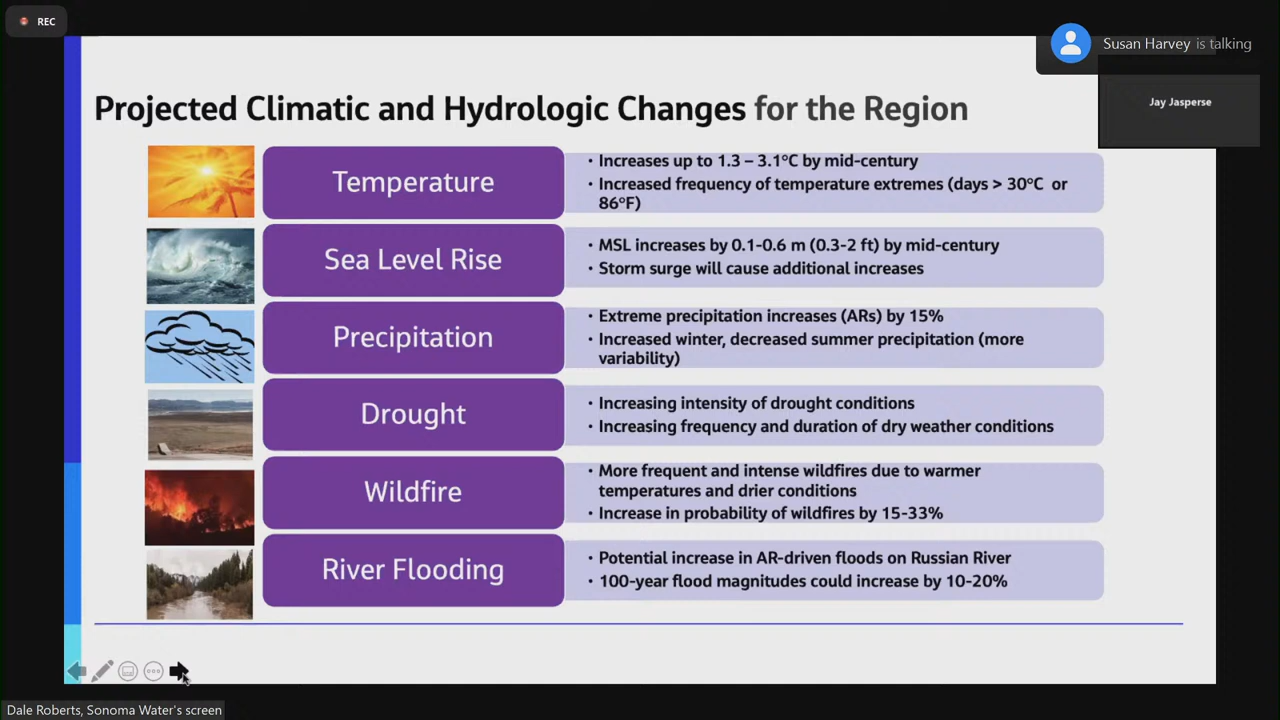 REC
Susan Harvey is talking
Jay Jasperse
Projected Climatic and Hydrologic Changes for the Region
Temperature
• Increases up to 1.3 – 3.1°C by mid-century
• Increased frequency of temperature extremes (days > 30°C or
86°F)
Sea Level Rise
• MSL increases by 0.1-0.6 m (0.3-2 ft) by mid-century
• Storm surge will cause additional increases
Precipitation
• Extreme precipitation increases (ARs) by 15%
• Increased winter, decreased summer precipitation (more
variability)
Drought
• Increasing intensity of drought conditions
• Increasing frequency and duration of dry weather conditions
Wildfire
• More frequent and intense wildfires due to warmer
temperatures and drier conditions
• Increase in probability of wildfires by 15-33%
River Flooding
• Potential increase in AR-driven floods on Russian River
• 100-year flood magnitudes could increase by 10-20%
Dale Roberts, Sonoma Water's screen